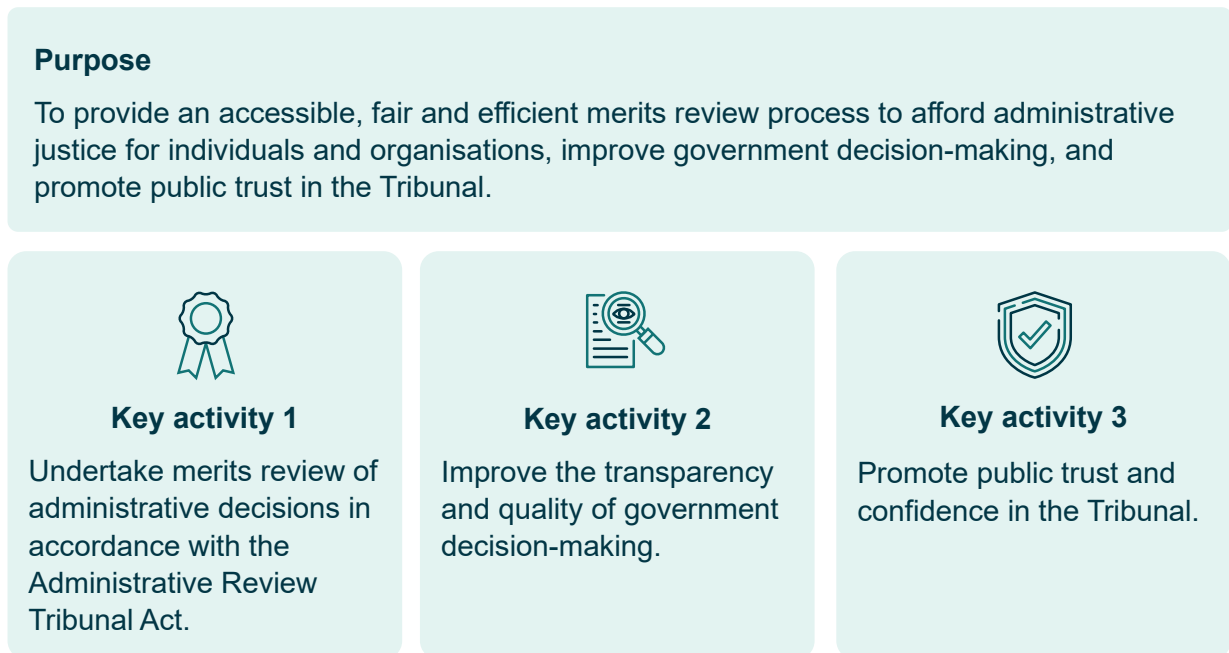 Purpose
To provide an accessible, fair and efficient merits review process to afford administrative
justice for individuals and organisations, improve government decision-making, and
promote public trust in the Tribunal.
Key activity 1
Undertake merits review of
administrative decisions in
accordance with the
Administrative Review
Tribunal Act.
Key activity 2
Improve the transparency
and quality of government
decision-making.
Key activity 3
Promote public trust and
confidence in the Tribunal.